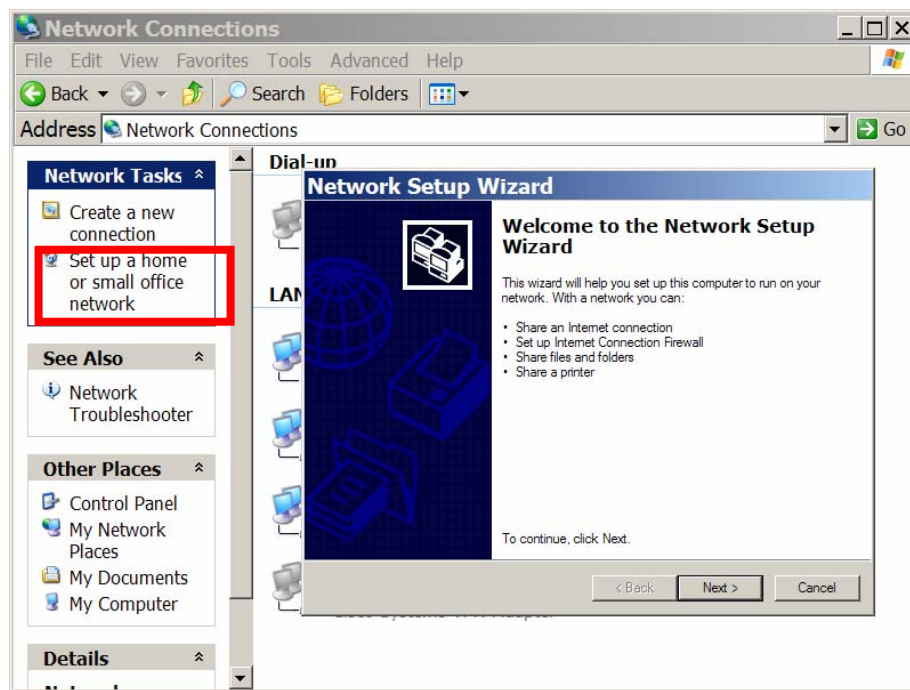 Network Connections
File Edit View Favorites Tools Advanced Help
Back Search Folders
Address Network Connections Go
Network Tasks
Create a new
connection
Set up a home
or small office
network
See Also
Network
Troubleshooter
Other Places
Control Panel
My Network
Places
My Documents
My Computer
Details
Dial-up
LAN
Network Setup Wizard
Welcome to the Network Setup
Wizard
This wizard will help you set up this computer to run on your
network. With a network you can:
• Share an Internet connection
• Set up Internet Connection Firewall
• Share files and folders
• Share a printer
To continue, click Next.
< Back Next > Cancel